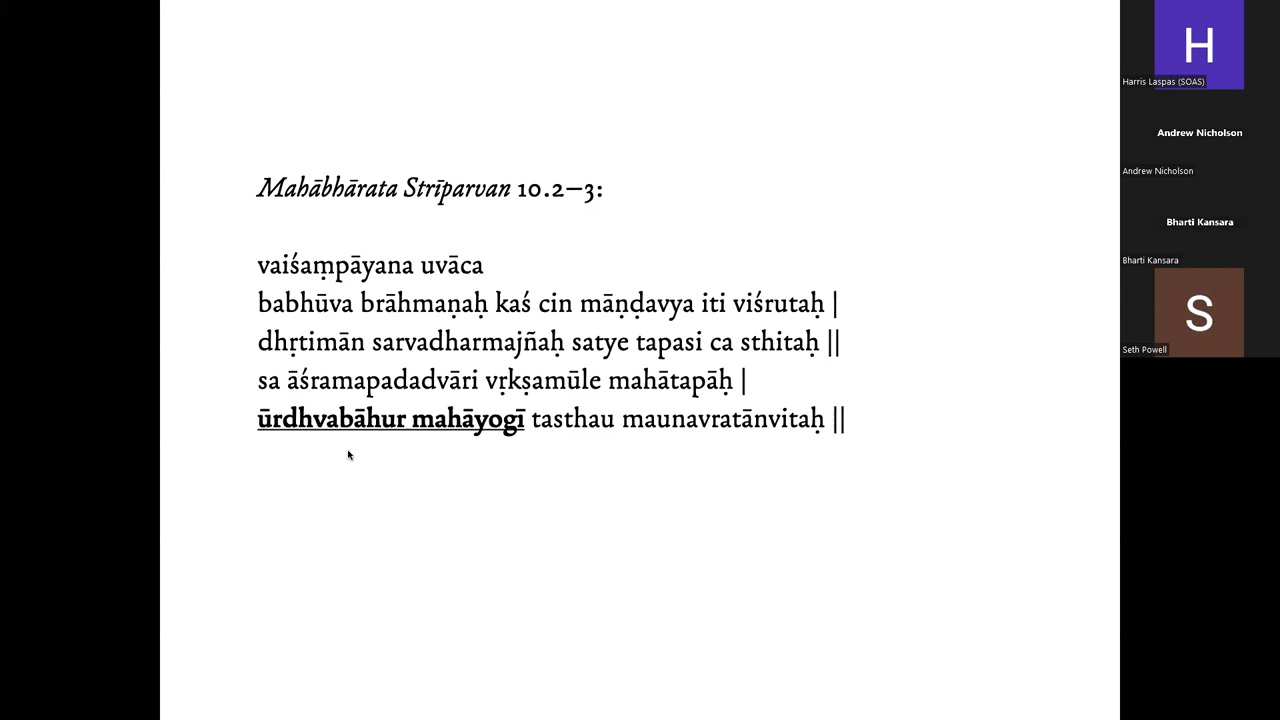 Mahābhārata Strīparvan 10.2–3:
vaiśaṃpāyana uvāca
babhūva brāhmaṇaḥ kaś cin māṇḍavya iti viśrutaḥ |
dhṛtimān sarvadharmajñaḥ satye tapasi ca sthitaḥ ||
sa āśramapadadvāri vṛkṣamūle mahātapāḥ |
ūrdhvabāhur mahāyogī tasthau maunavratānvitaḥ ||
H
Harris Laspas (SOAS)
Andrew Nicholson
Andrew Nicholson
Bharti Kansara
Bharti Kansara
S
Seth Powell